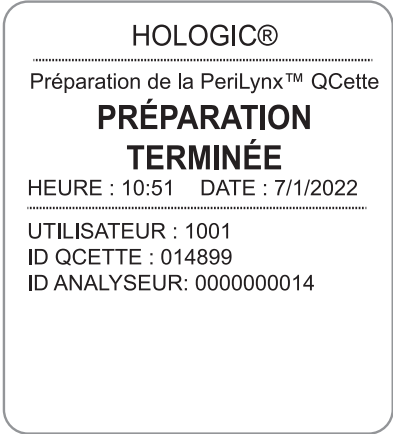 HOLOGIC®
Préparation de la PeriLynx™ QCette
PRÉPARATION
TERMINÉE
HEURE : 10:51 DATE : 7/1/2022
UTILISATEUR : 1001
ID QCETTE : 014899
ID ANALYSEUR: 0000000014